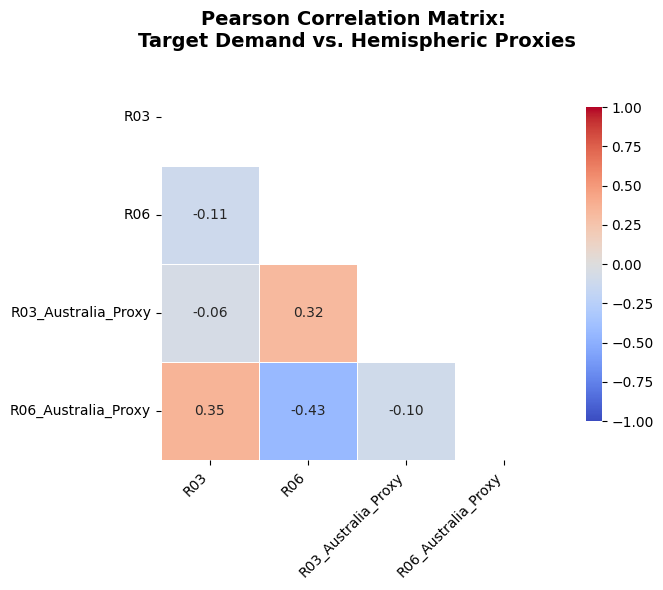 Pearson Correlation Matrix:
Target Demand vs. Hemispheric Proxies
R03
R06
-0.11
R03_Australia_Proxy
-0.06
0.32
R06_Australia_Proxy
0.35
-0.43
-0.10
R03
R06
R03_Australia_Proxy
R06_Australia_Proxy
1.00
0.75
0.50
0.25
0.00
−0.25
−0.50
−0.75
−1.00